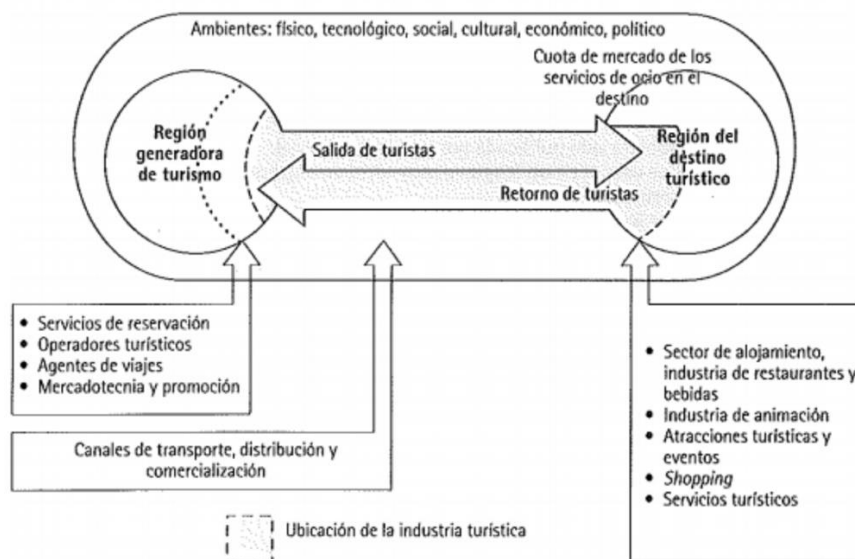 Ambientes: físico, tecnológico, social, cultural, económico, político
Cuota de mercado de los
servicios de ocio en el
destino
Región
generadora
de turismo
Salida de turistas
Retorno de turistas
Región del
destino
turístico
• Servicios de reservación
• Operadores turísticos
• Agentes de viajes
• Mercadotecnia y promoción
Canales de transporte, distribución y
comercialización
• Sector de alojamiento,
industria de restaurantes y
bebidas
• Industria de animación
• Atracciones turísticas y
eventos
• Shopping
• Servicios turísticos
Ubicación de la industria turística